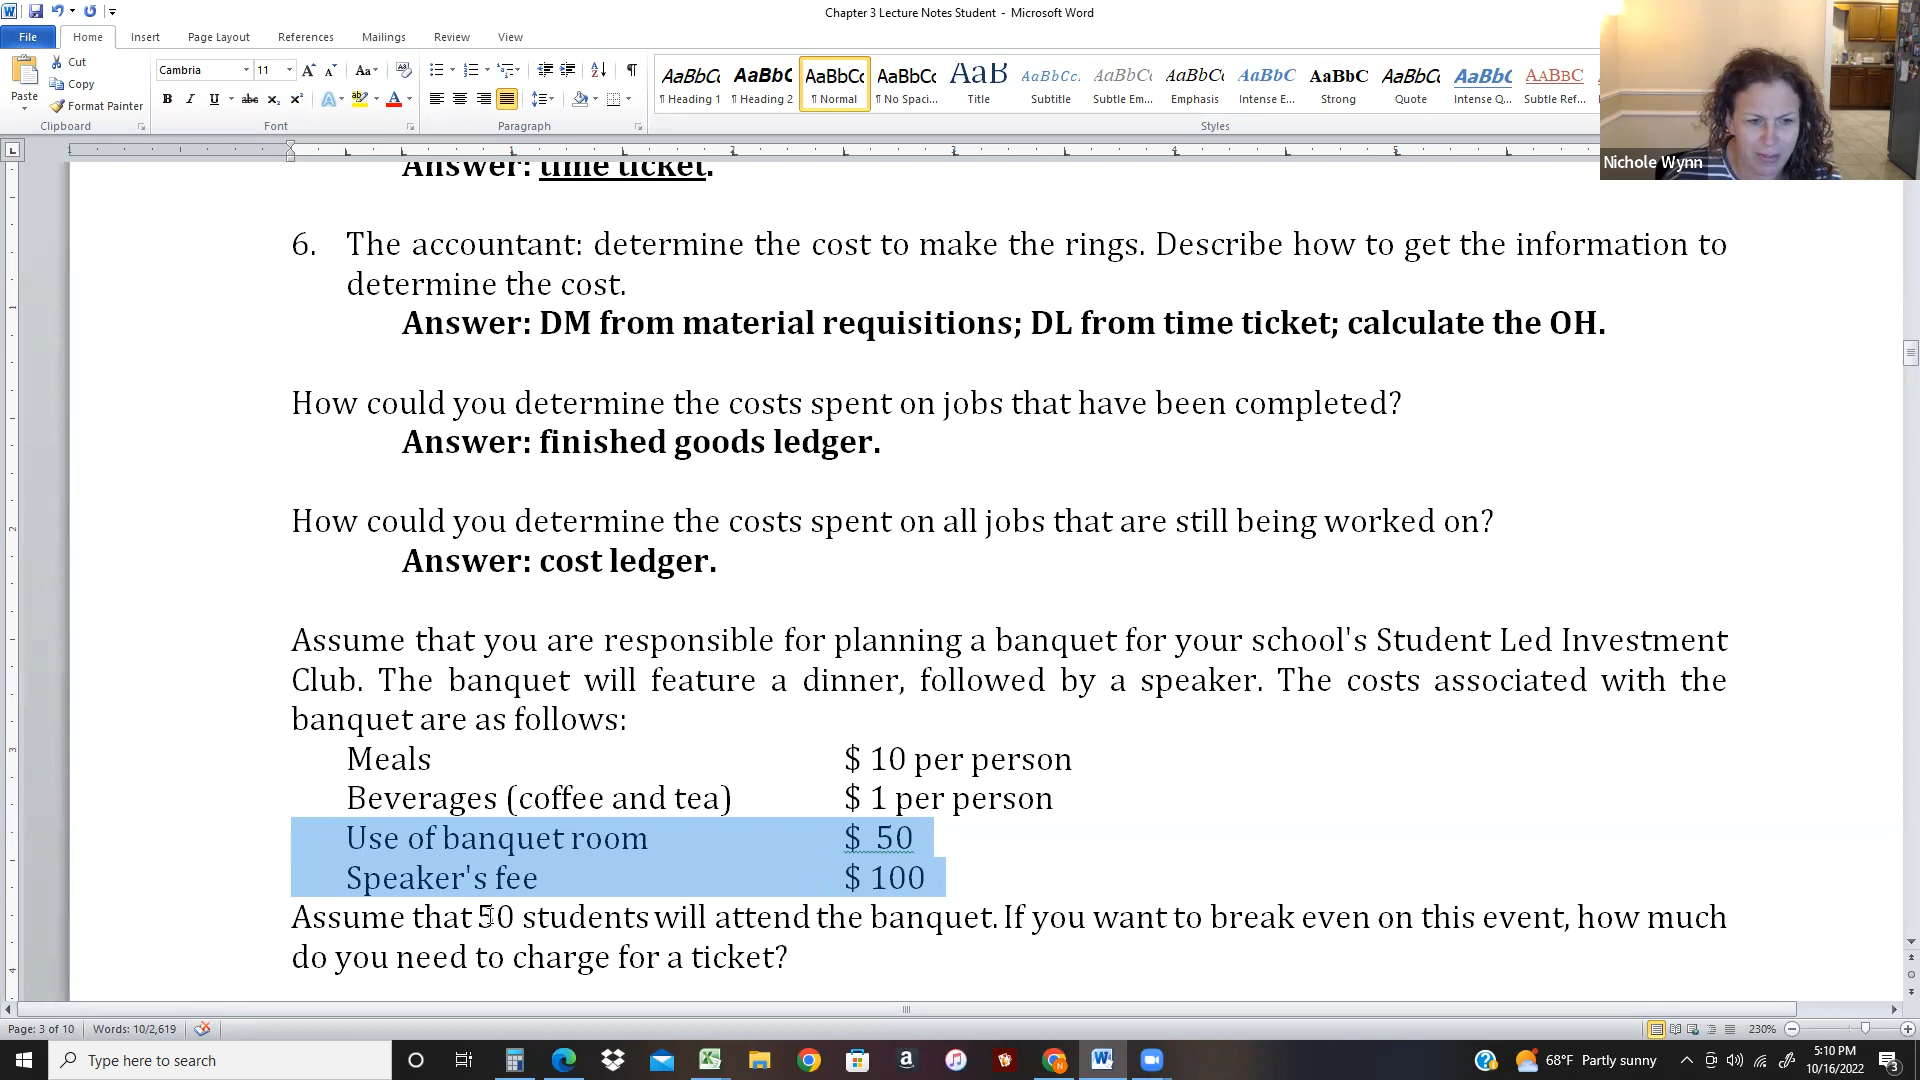 Chapter 3 Lecture Notes Student - Microsoft Word
File Home Insert Page Layout References Mailings Review View
Cut
Copy
Format Painter
Paste
Clipboard
Cambria 11
Font
Paragraph
AaBbCc AaBbC AaBbCc AaBbCc AaB AaBbCc. AaBbCc AaBbCc AaBbC AaBbC AaBbCc AaBbC AABBC
¶ Heading 1 ¶ Heading 2 ¶ Normal ¶ No Spaci... Title Subtitle Subtle Em... Emphasis Intense E... Strong Quote Intense Q... Subtle Ref...
Styles
Nichole Wynn
Answer: time ticket.
6. The accountant: determine the cost to make the rings. Describe how to get the information to
determine the cost.
Answer: DM from material requisitions; DL from time ticket; calculate the OH.
How could you determine the costs spent on jobs that have been completed?
Answer: finished goods ledger.
How could you determine the costs spent on all jobs that are still being worked on?
Answer: cost ledger.
Assume that you are responsible for planning a banquet for your school's Student Led Investment
Club. The banquet will feature a dinner, followed by a speaker. The costs associated with the
banquet are as follows:
Meals $ 10 per person
Beverages (coffee and tea) $ 1 per person
Use of banquet room $ 50
Speaker's fee $ 100
Assume that 50 students will attend the banquet. If you want to break even on this event, how much
do you need to charge for a ticket?
Page: 3 of 10 Words: 10/2,619 230%
Type here to search
68°F Partly sunny
5:10 PM
10/16/2022
3